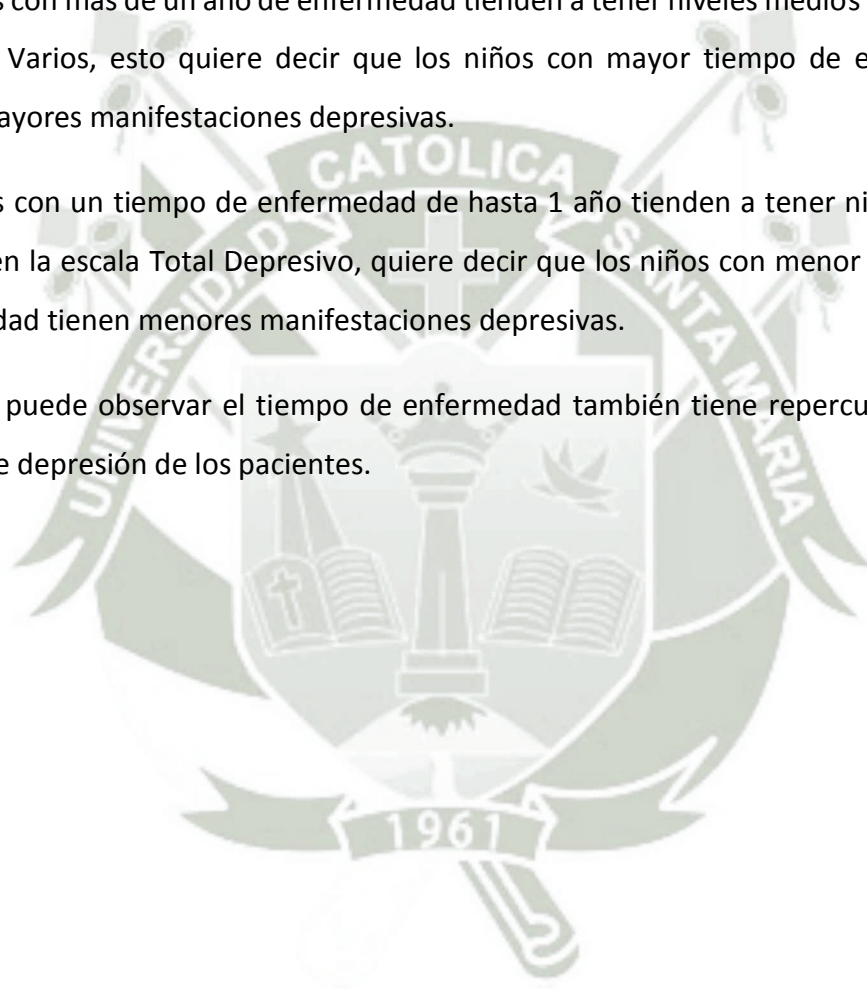 s con más de un año de enfermedad tienden a tener niveles medios
Varios, esto quiere decir que los niños con mayor tiempo de e
ayores manifestaciones depresivas.
s con un tiempo de enfermedad de hasta 1 año tienden a tener ni
en la escala Total Depresivo, quiere decir que los niños con menor
dad tienen menores manifestaciones depresivas.
puede observar el tiempo de enfermedad también tiene repercu
e depresión de los pacientes.
UNIVERSIDAD CATOLICA SANTA MARIA
1961